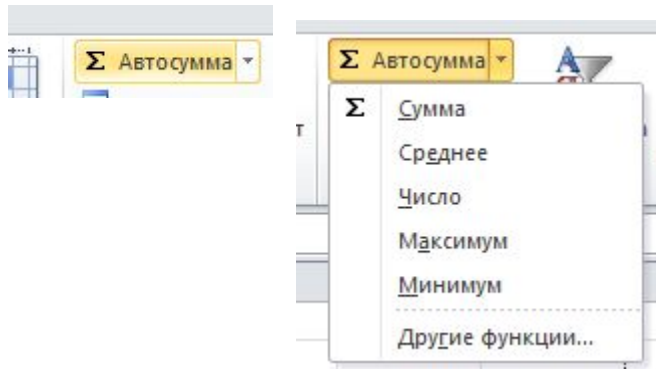 Σ Автосумма
Σ Автосумма
Σ Сумма
Среднее
Число
Максимум
Минимум
Другие функции...